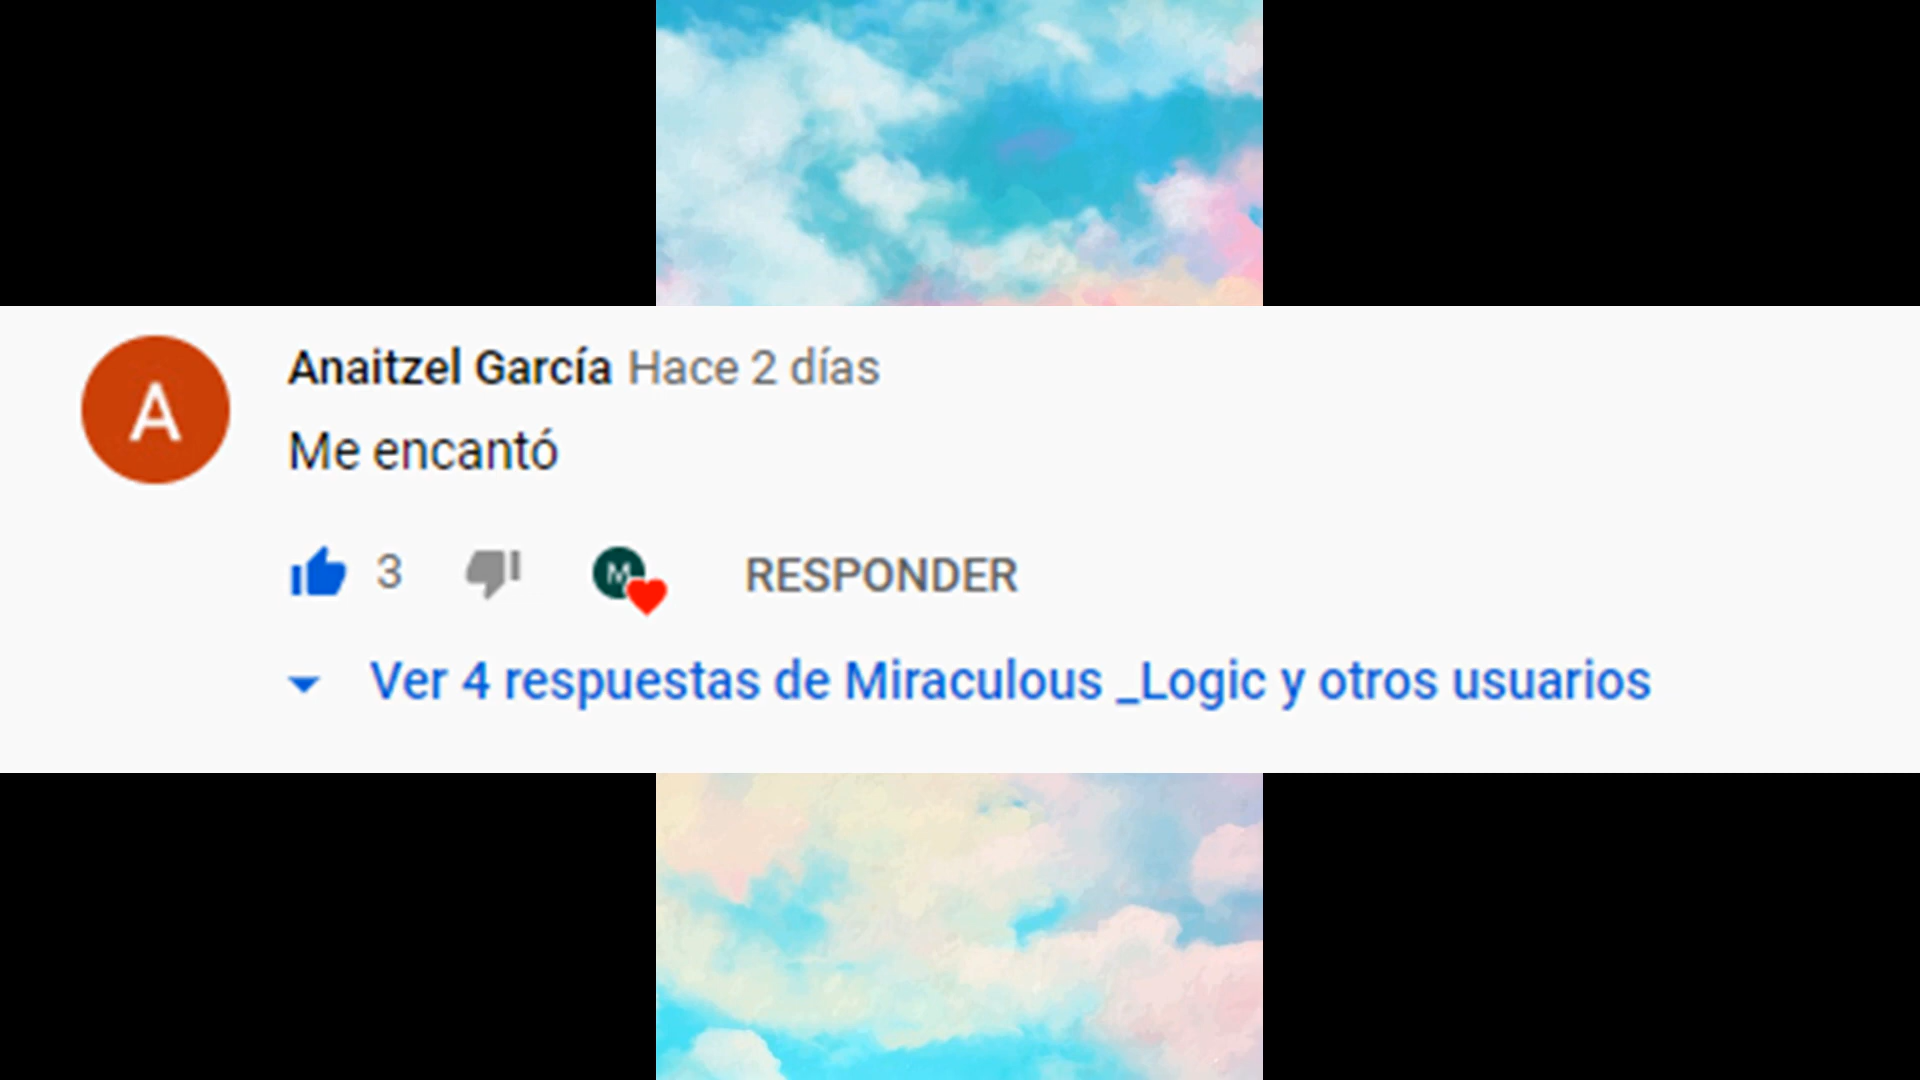 A
Anaitzel García Hace 2 días
Me encantó
3 M RESPONDER
Ver 4 respuestas de Miraculous _Logic y otros usuarios